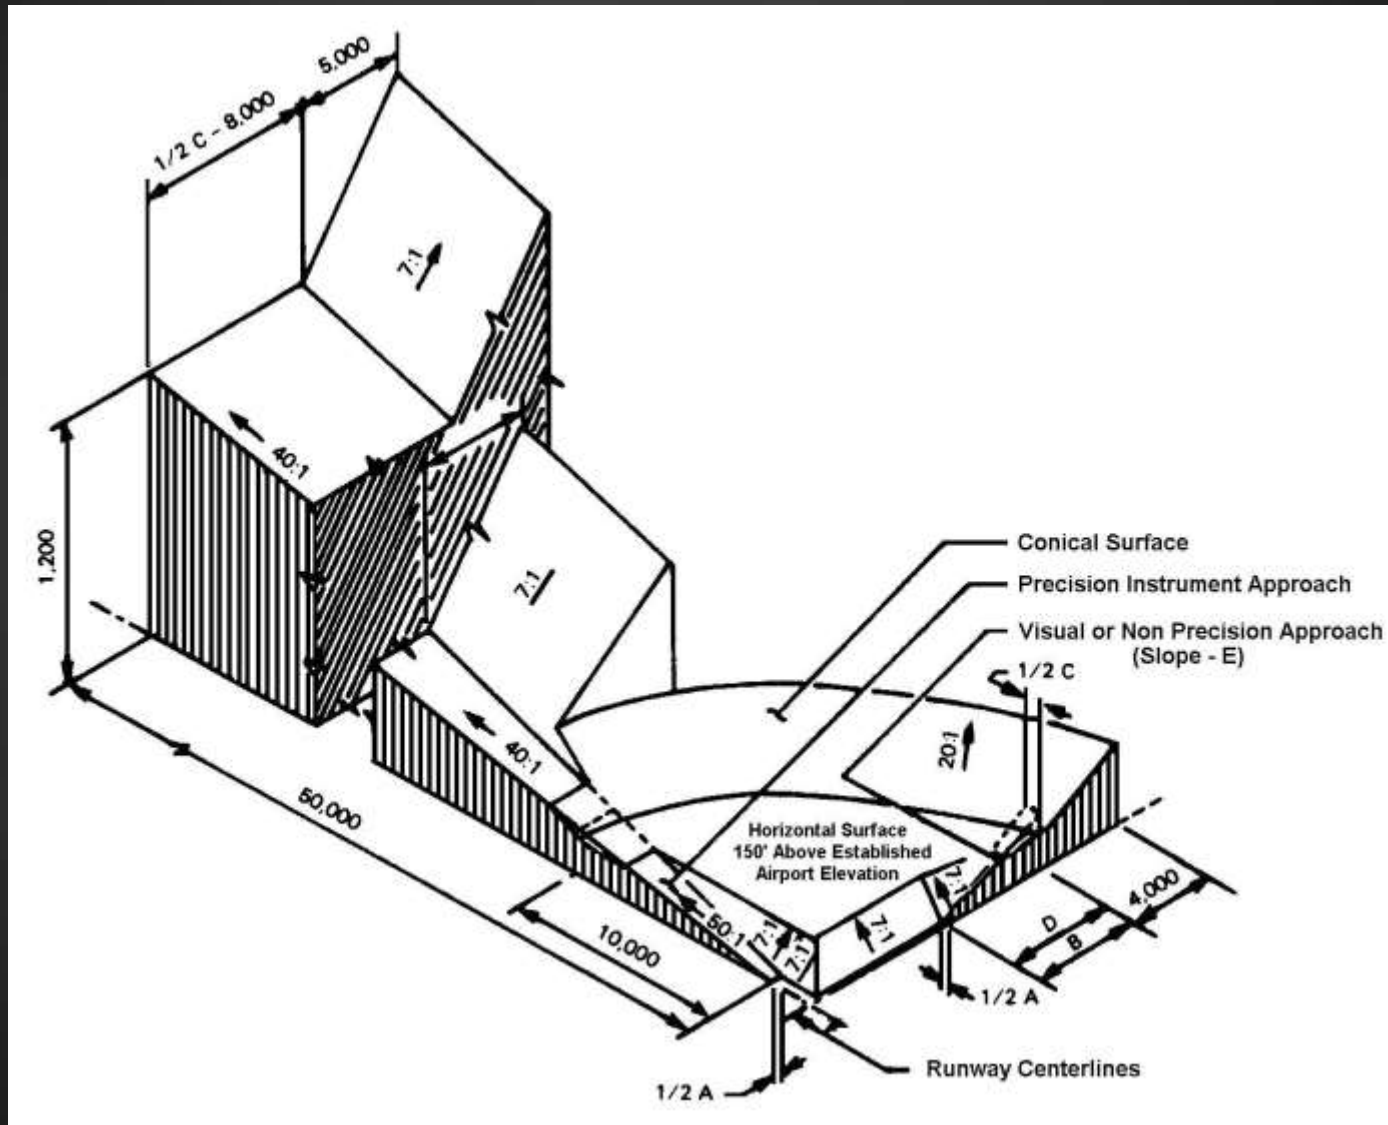 5,000
1/2 C - 8,000
7:1
40:1
1,200
7:1
Conical Surface
Precision Instrument Approach
Visual or Non Precision Approach
(Slope - E)
1/2 C
40:1
20:1
50,000
Horizontal Surface
150' Above Established
Airport Elevation
7:1
4,000
50:1
7:1
7:1
7:1
10,000
D
B
1/2 A
Runway Centerlines
1/2 A